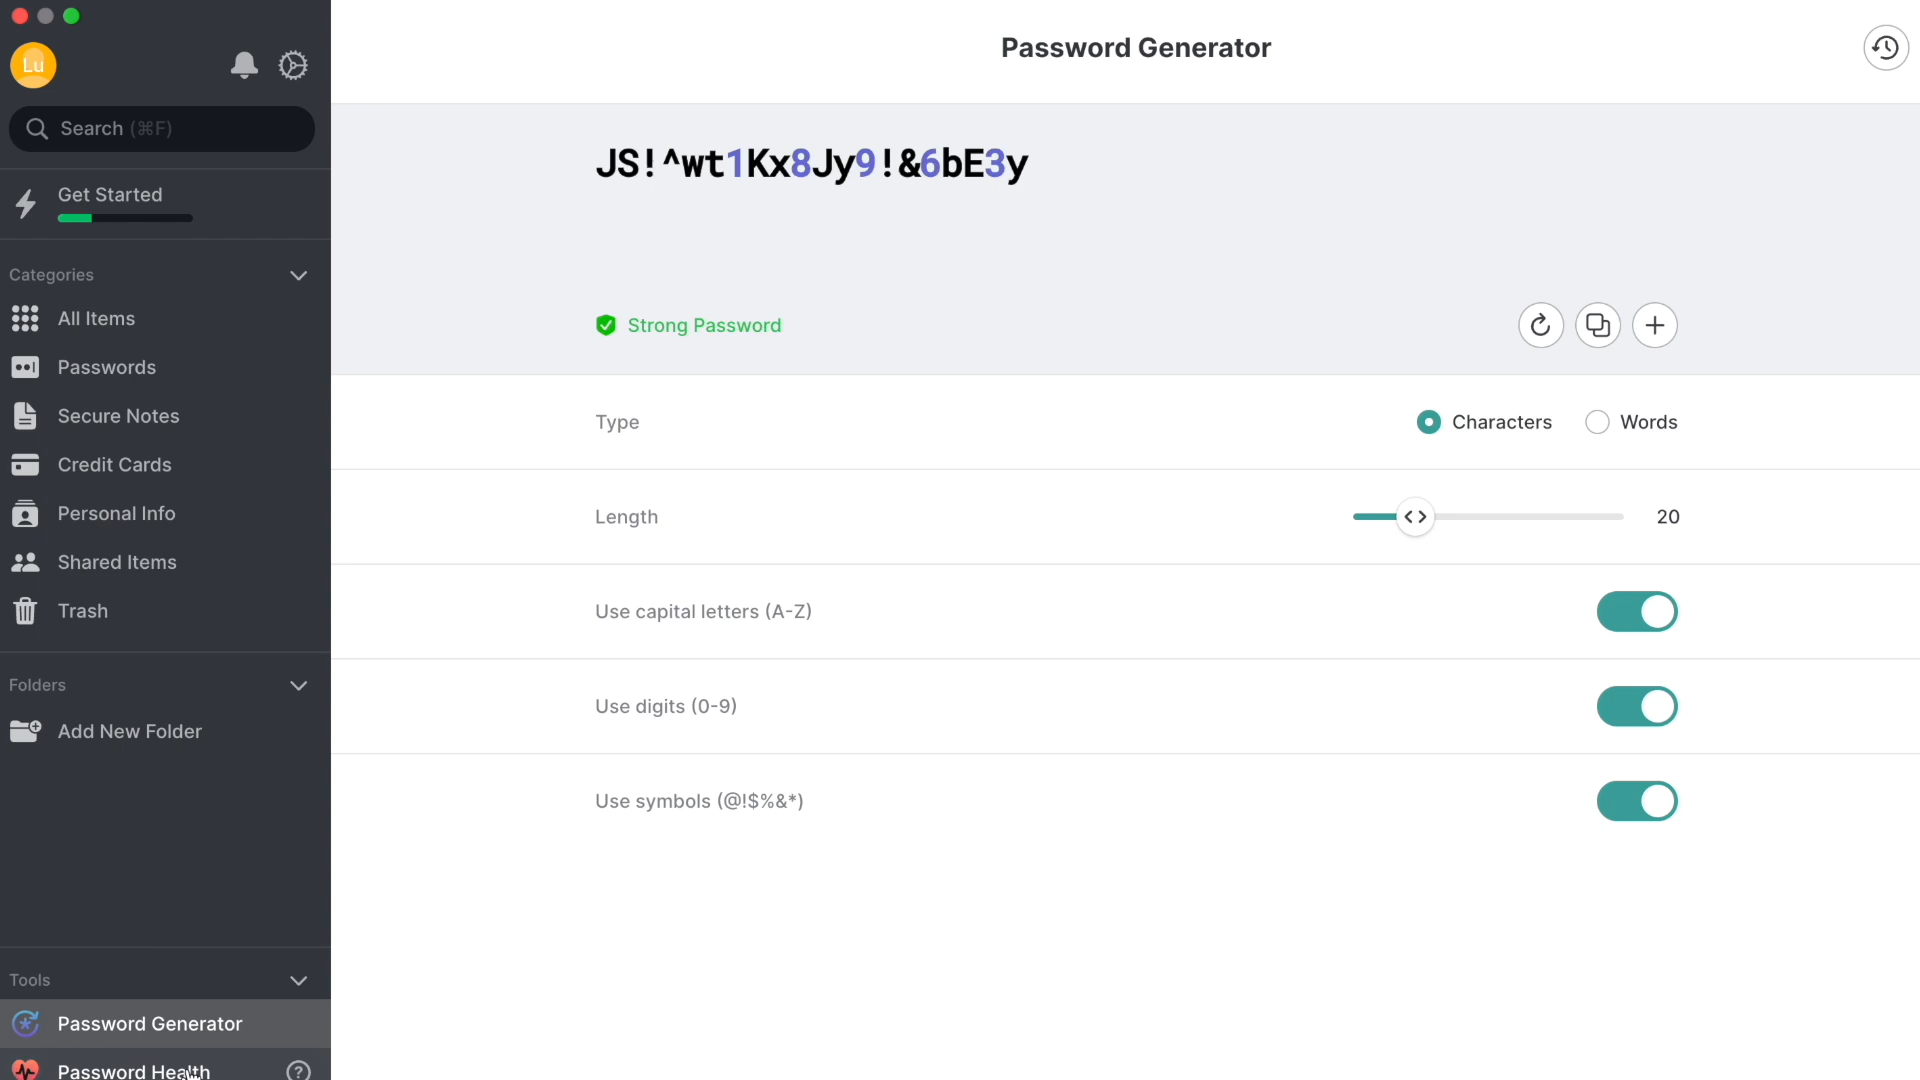 Lu
Search (⌘F)
Get Started
Categories
All Items
Passwords
Secure Notes
Credit Cards
Personal Info
Shared Items
Trash
Folders
Add New Folder
Tools
Password Generator
Password Health
Password Generator
JS!^wt1Kx8Jy9!&6bE3y
Strong Password
Type
Characters
Words
Length
20
Use capital letters (A-Z)
Use digits (0-9)
Use symbols (@!$%&*)